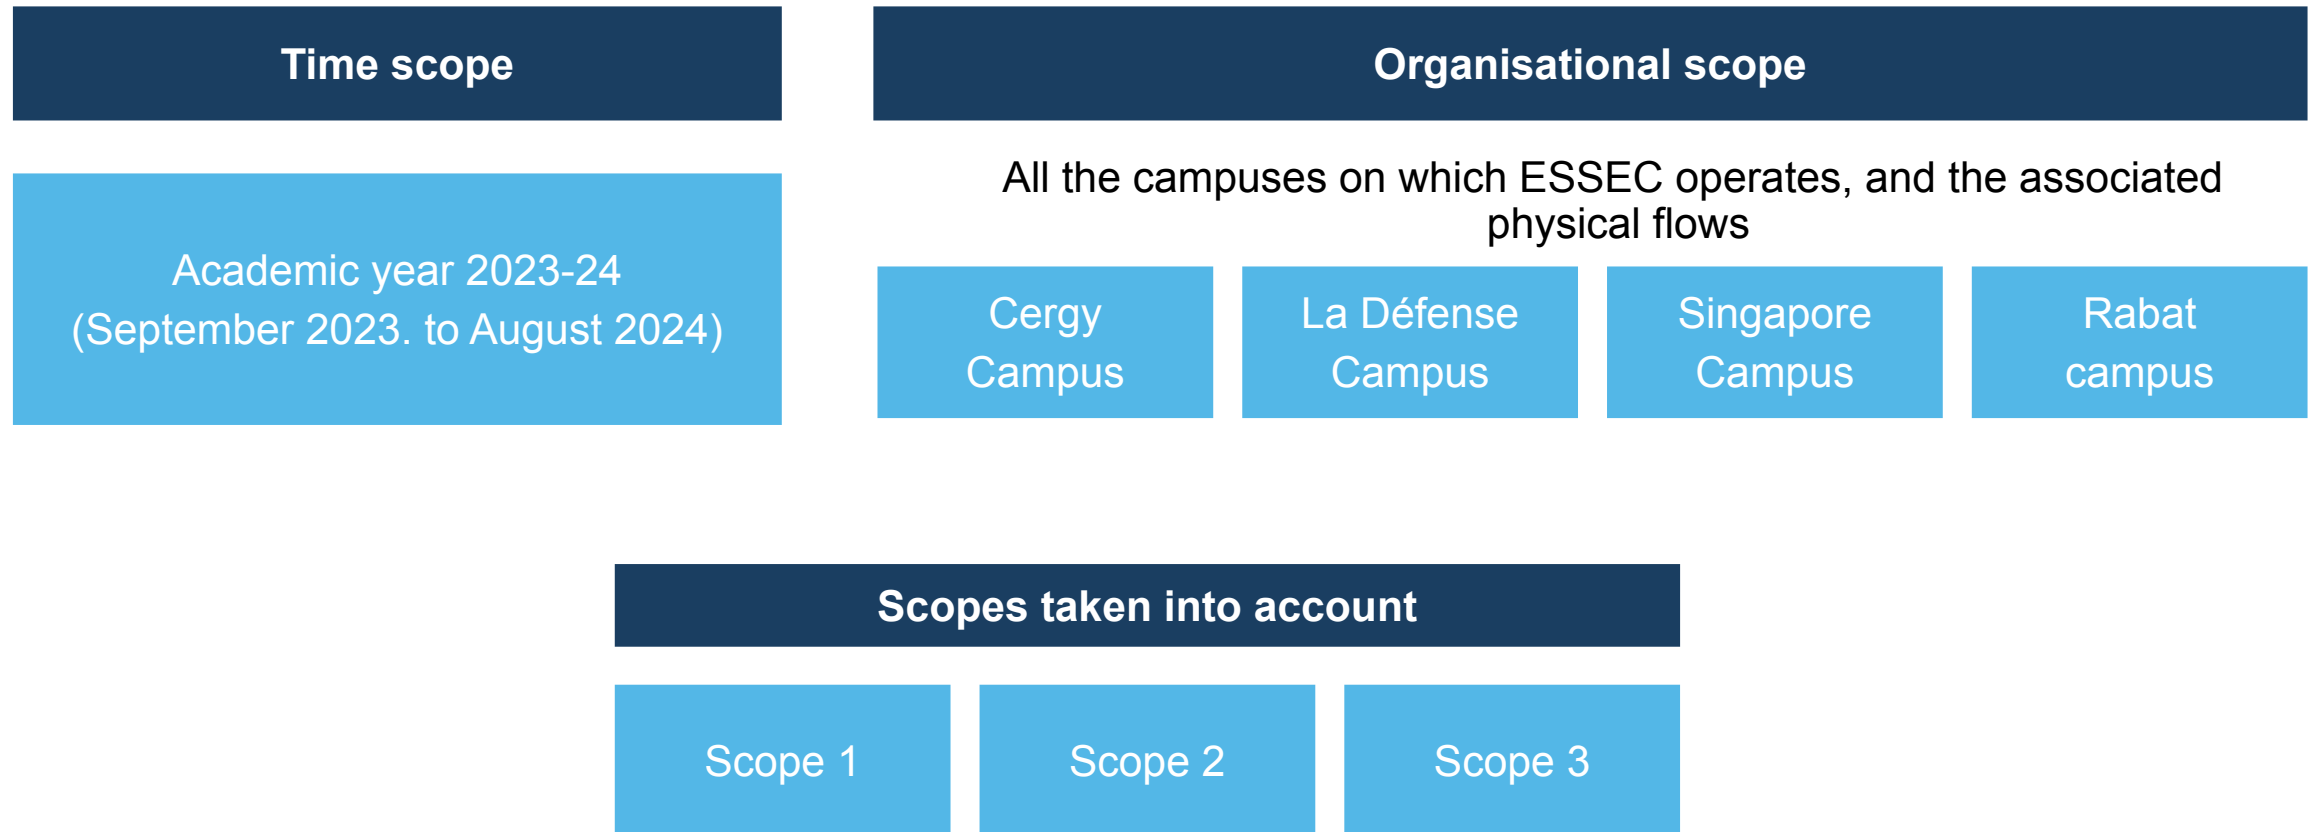 Time scope
Academic year 2023-24
(September 2023. to August 2024)
Organisational scope
All the campuses on which ESSEC operates, and the associated
physical flows
Cergy
Campus
La Défense
Campus
Singapore
Campus
Rabat
campus
Scopes taken into account
Scope 1
Scope 2
Scope 3